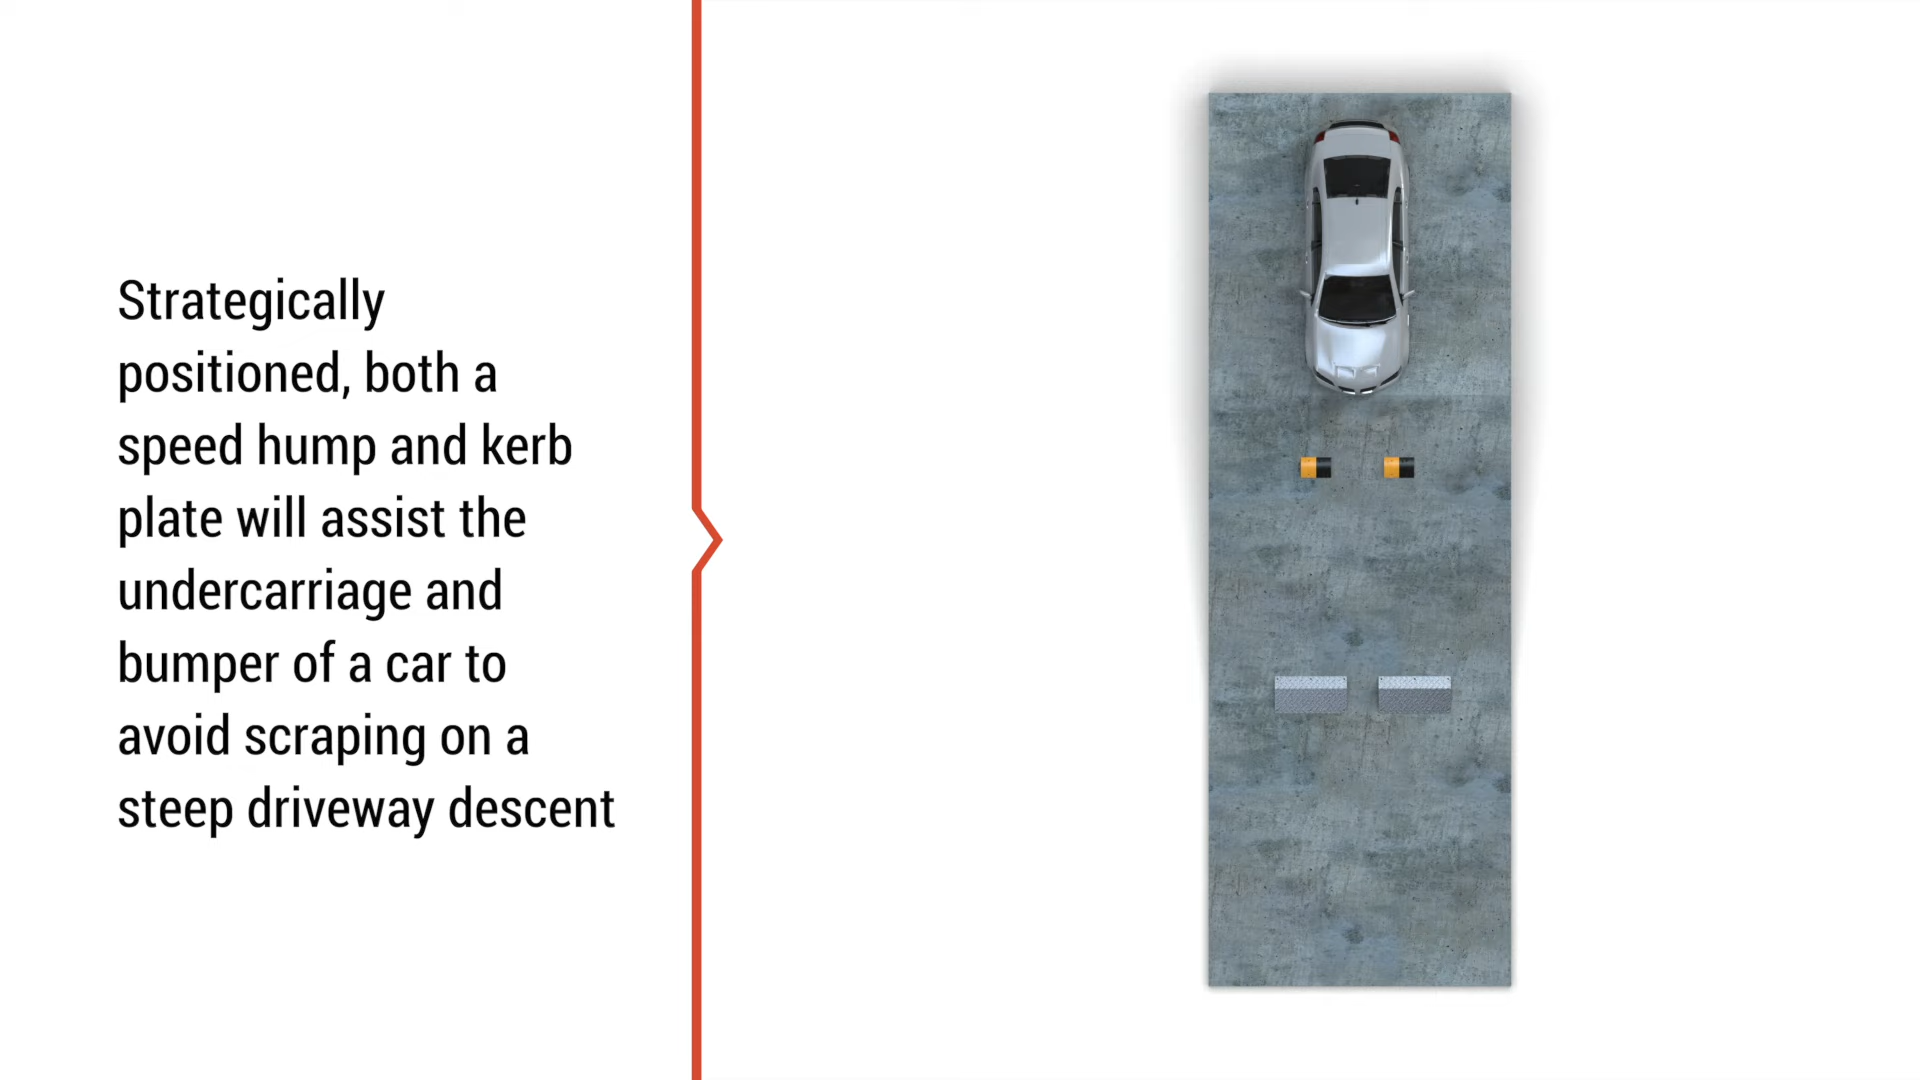 Strategically
positioned, both a
speed hump and kerb
plate will assist the
undercarriage and
bumper of a car to
avoid scraping on a
steep driveway descent